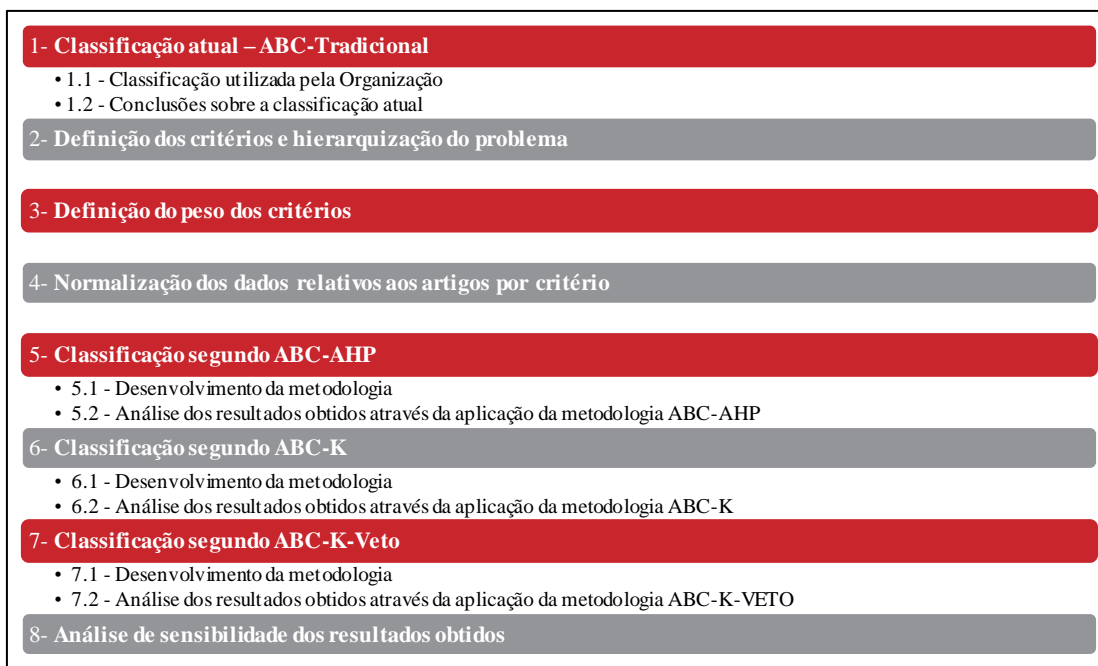 1- Classificação atual – ABC-Tradicional
• 1.1 - Classificação utilizada pela Organização
• 1.2 - Conclusões sobre a classificação atual
2- Definição dos critérios e hierarquização do problema
3- Definição do peso dos critérios
4- Normalização dos dados relativos aos artigos por critério
5- Classificação segundo ABC-AHP
• 5.1 - Desenvolvimento da metodologia
• 5.2 - Análise dos resultados obtidos através da aplicação da metodologia ABC-AHP
6- Classificação segundo ABC-K
• 6.1 - Desenvolvimento da metodologia
• 6.2 - Análise dos resultados obtidos através da aplicação da metodologia ABC-K
7- Classificação segundo ABC-K-Veto
• 7.1 - Desenvolvimento da metodologia
• 7.2 - Análise dos resultados obtidos através da aplicação da metodologia ABC-K-VETO
8- Análise de sensibilidade dos resultados obtidos